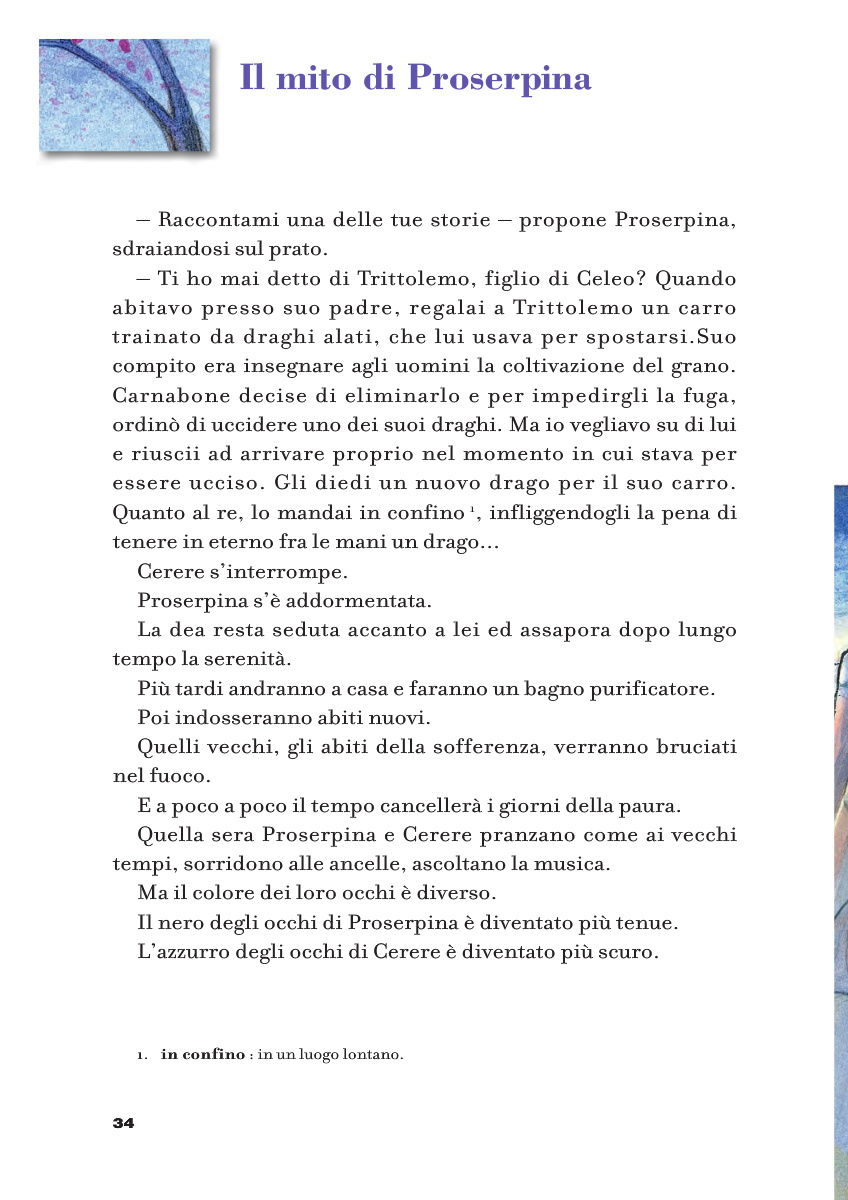 Il mito di Proserpina
– Raccontami una delle tue storie – propone Proserpina,
sdraiandosi sul prato.
– Ti ho mai detto di Trittolemo, figlio di Celeo? Quando
abitavo presso suo padre, regalai a Trittolemo un carro
trainato da draghi alati, che lui usava per spostarsi.Suo
compito era insegnare agli uomini la coltivazione del grano.
Carnabone decise di eliminarlo e per impedirgli la fuga,
ordinò di uccidere uno dei suoi draghi. Ma io vegliavo su di lui
e riuscii ad arrivare proprio nel momento in cui stava per
essere ucciso. Gli diedi un nuovo drago per il suo carro.
Quanto al re, lo mandai in confino ¹, infliggendogli la pena di
tenere in eterno fra le mani un drago…
Cerere s’interrompe.
Proserpina s’è addormentata.
La dea resta seduta accanto a lei ed assapora dopo lungo
tempo la serenità.
Più tardi andranno a casa e faranno un bagno purificatore.
Poi indosseranno abiti nuovi.
Quelli vecchi, gli abiti della sofferenza, verranno bruciati
nel fuoco.
E a poco a poco il tempo cancellerà i giorni della paura.
Quella sera Proserpina e Cerere pranzano come ai vecchi
tempi, sorridono alle ancelle, ascoltano la musica.
Ma il colore dei loro occhi è diverso.
Il nero degli occhi di Proserpina è diventato più tenue.
L’azzurro degli occhi di Cerere è diventato più scuro.
1. in confino : in un luogo lontano.
34